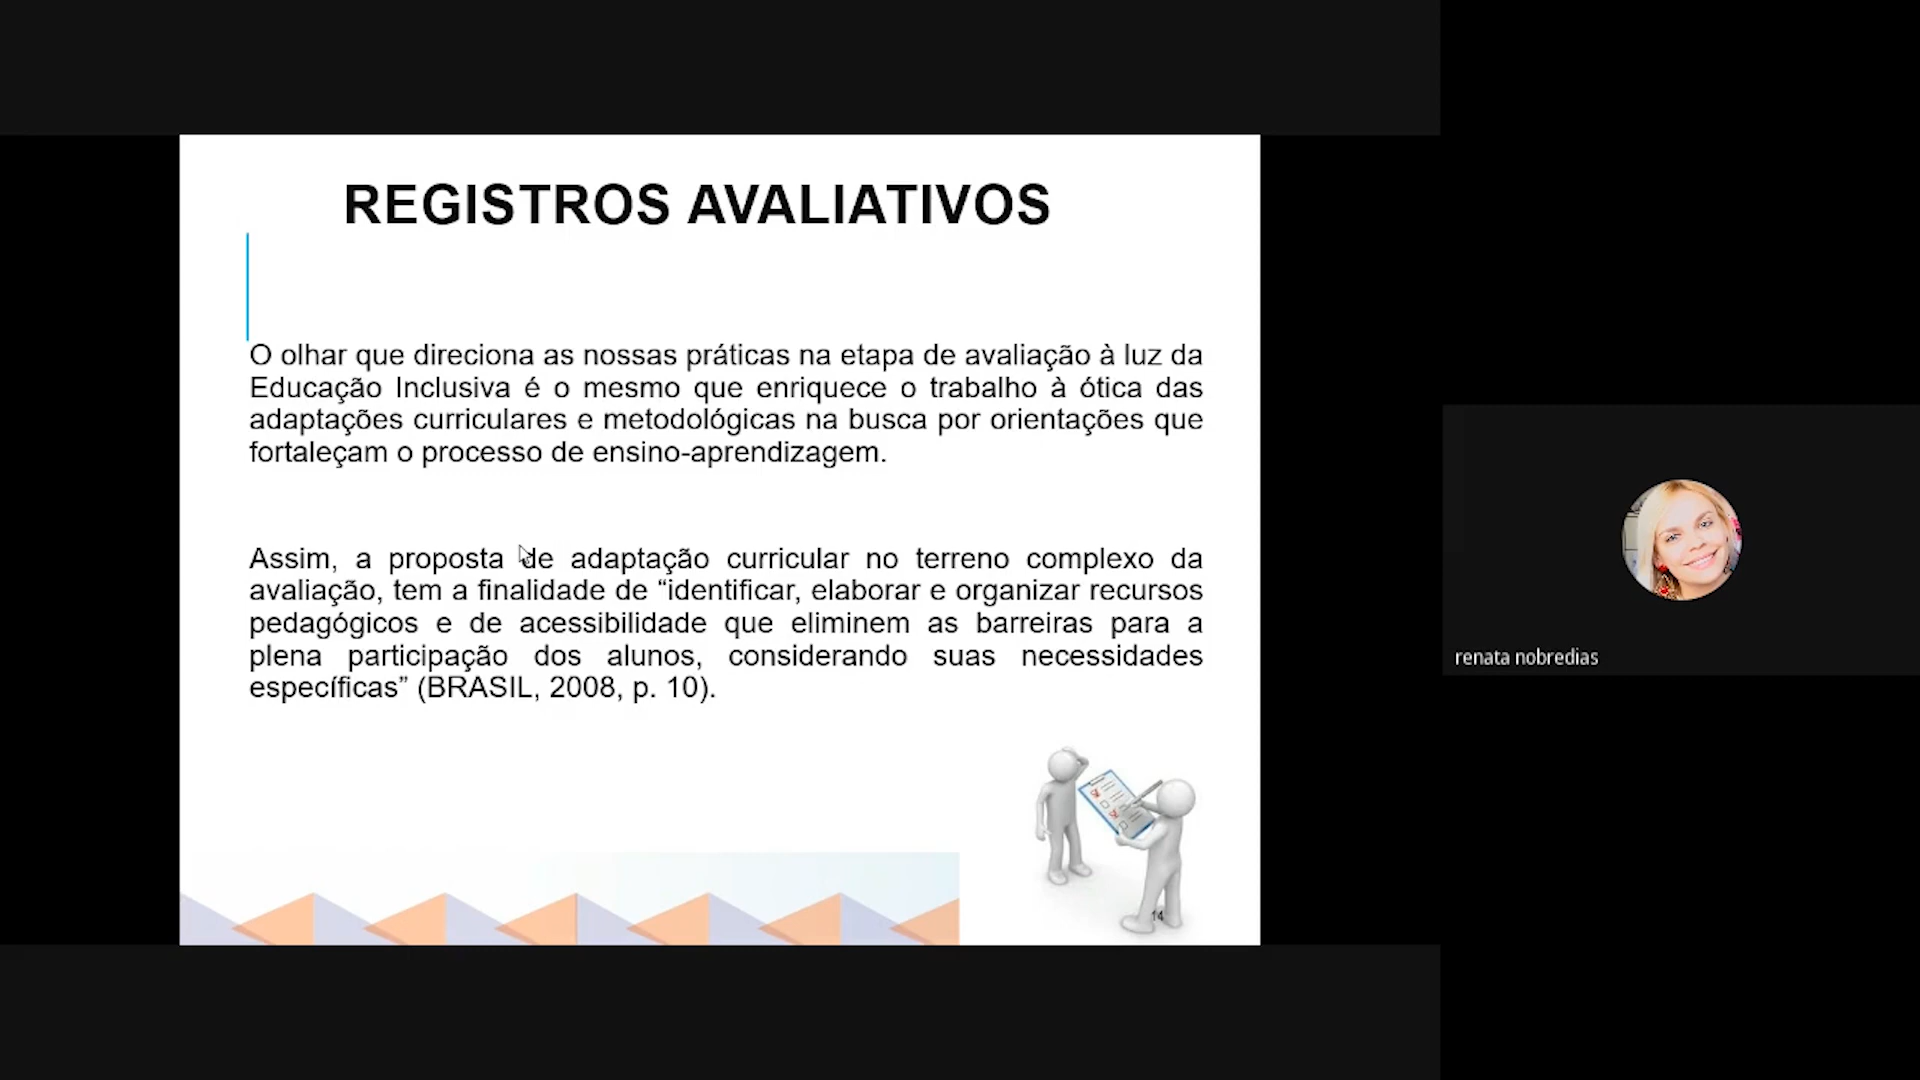 REGISTROS AVALIATIVOS
O olhar que direciona as nossas práticas na etapa de avaliação à luz da
Educação Inclusiva é o mesmo que enriquece o trabalho à ótica das
adaptações curriculares e metodológicas na busca por orientações que
fortaleçam o processo de ensino-aprendizagem.
Assim, a proposta de adaptação curricular no terreno complexo da
avaliação, tem a finalidade de “identificar, elaborar e organizar recursos
pedagógicos e de acessibilidade que eliminem as barreiras para a
plena participação dos alunos, considerando suas necessidades
específicas” (BRASIL, 2008, p. 10).
14
renata nobredias